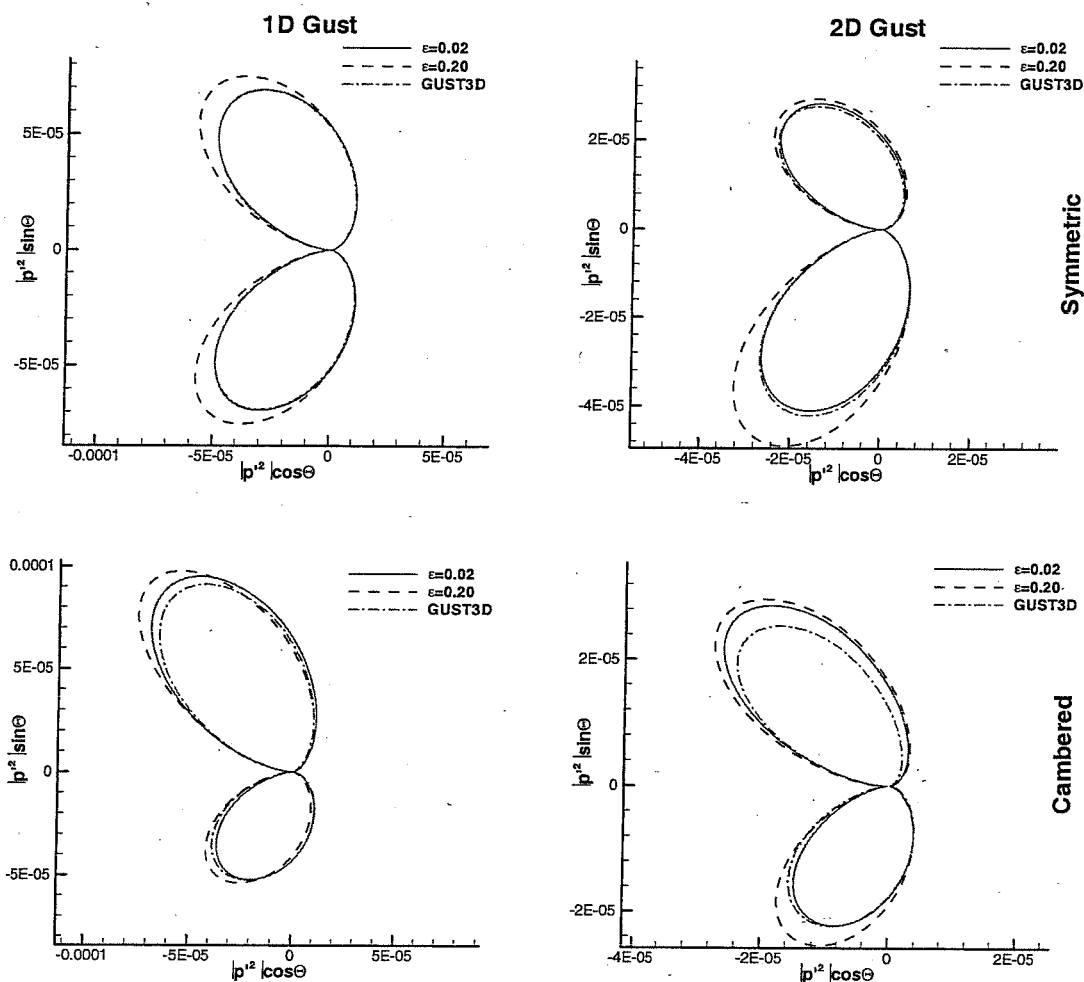 1D Gust
2D Gust
ε=0.02
ε=0.20
GUST3D
5E-05
0
-5E-05
|p'²|sinΘ
-0.0001
-5E-05
0
5E-05
|p'²|cosΘ
ε=0.02
ε=0.20
GUST3D
2E-05
0
-2E-05
-4E-05
|p'²|sinΘ
-4E-05
-2E-05
0
2E-05
|p'²|cosΘ
Symmetric
ε=0.02
ε=0.20
GUST3D
0.0001
5E-05
0
-5E-05
|p'²|sinΘ
-0.0001
-5E-05
0
5E-05
|p'²|cosΘ
ε=0.02
ε=0.20
GUST3D
2E-05
0
-2E-05
|p'²|sinΘ
-4E-05
-2E-05
0
2E-05
|p'²|cosΘ
Cambered